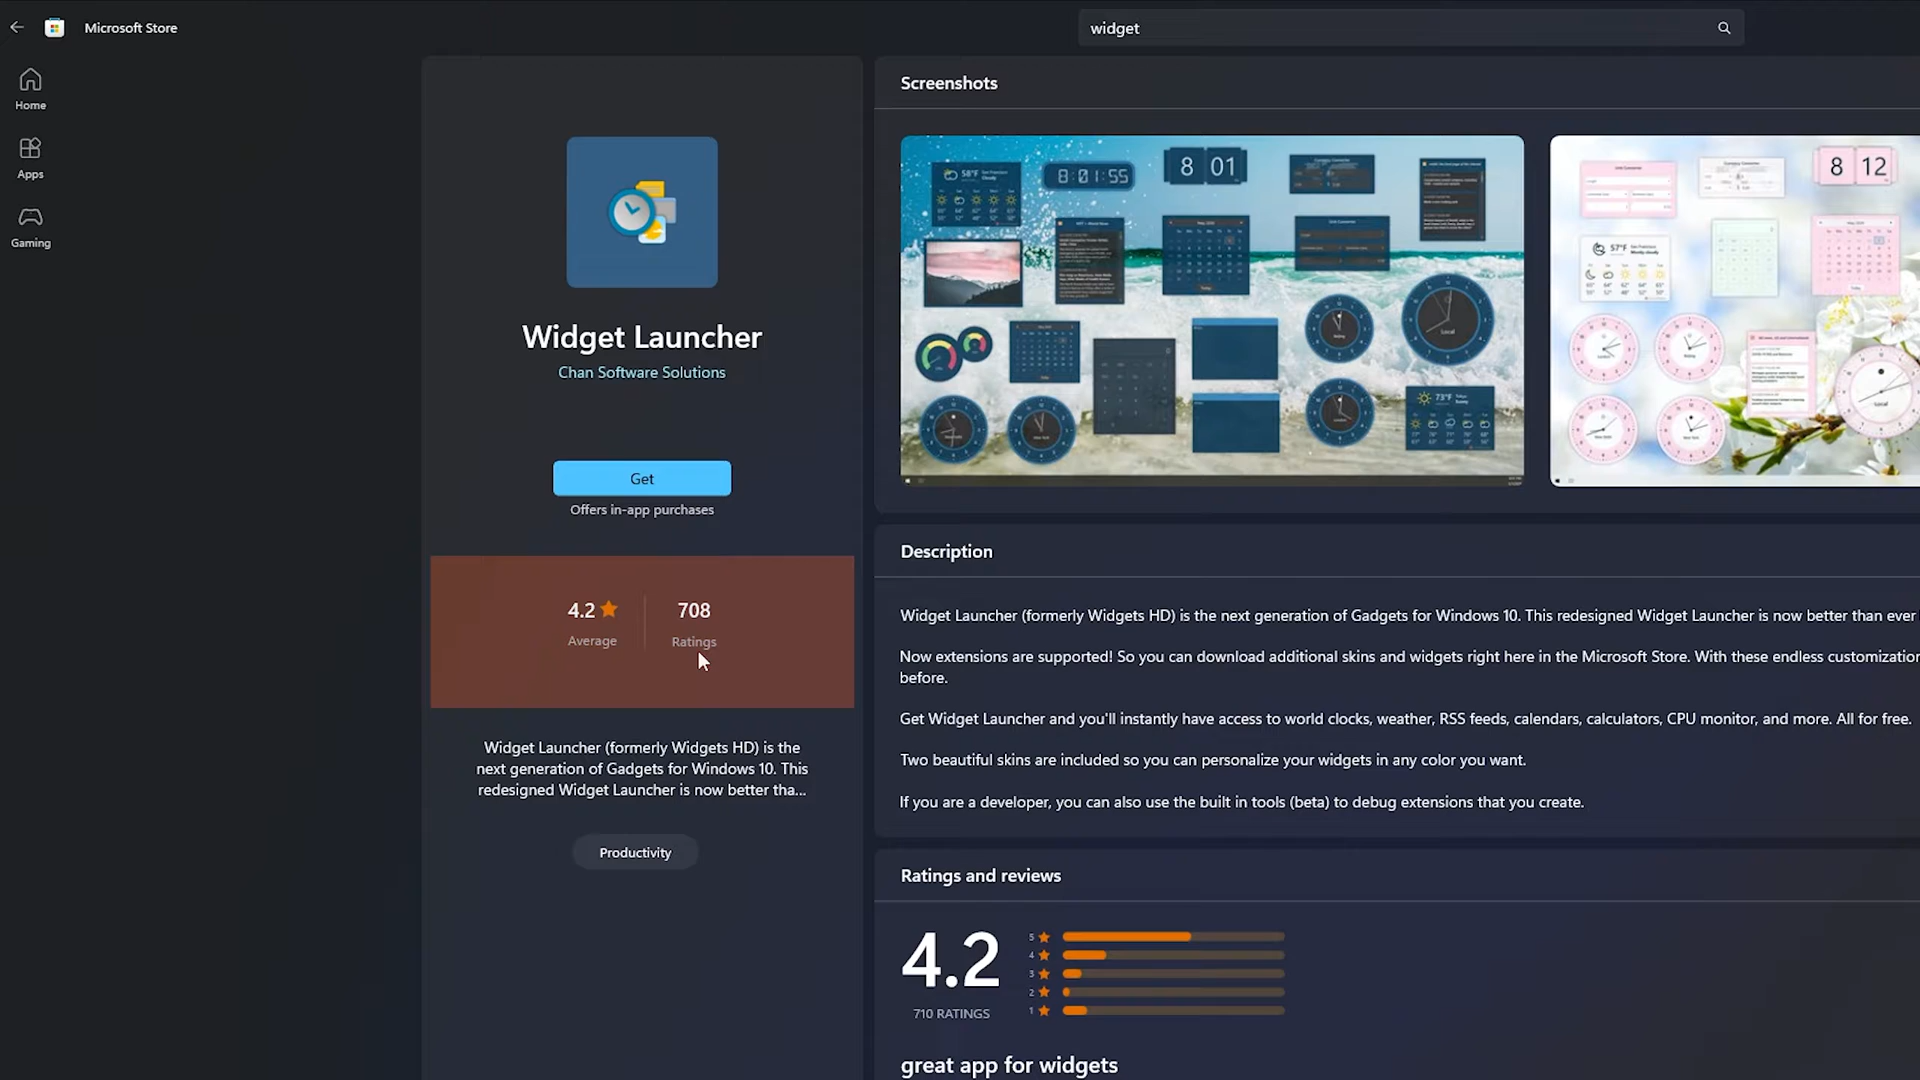 Microsoft Store
widget
Home
Apps
Gaming
Widget Launcher
Chan Software Solutions
Get
Offers in-app purchases
4.2
Average
708
Ratings
Widget Launcher (formerly Widgets HD) is the
next generation of Gadgets for Windows 10. This
redesigned Widget Launcher is now better tha...
Productivity
Screenshots
58°F
8:01:55
8 01
Local
73°F
8 12
57°F
Local
Description
Widget Launcher (formerly Widgets HD) is the next generation of Gadgets for Windows 10. This redesigned Widget Launcher is now better than ever
Now extensions are supported! So you can download additional skins and widgets right here in the Microsoft Store. With these endless customization
before.
Get Widget Launcher and you'll instantly have access to world clocks, weather, RSS feeds, calendars, calculators, CPU monitor, and more. All for free.
Two beautiful skins are included so you can personalize your widgets in any color you want.
If you are a developer, you can also use the built in tools (beta) to debug extensions that you create.
Ratings and reviews
4.2
710 RATINGS
5
4
3
2
1
great app for widgets